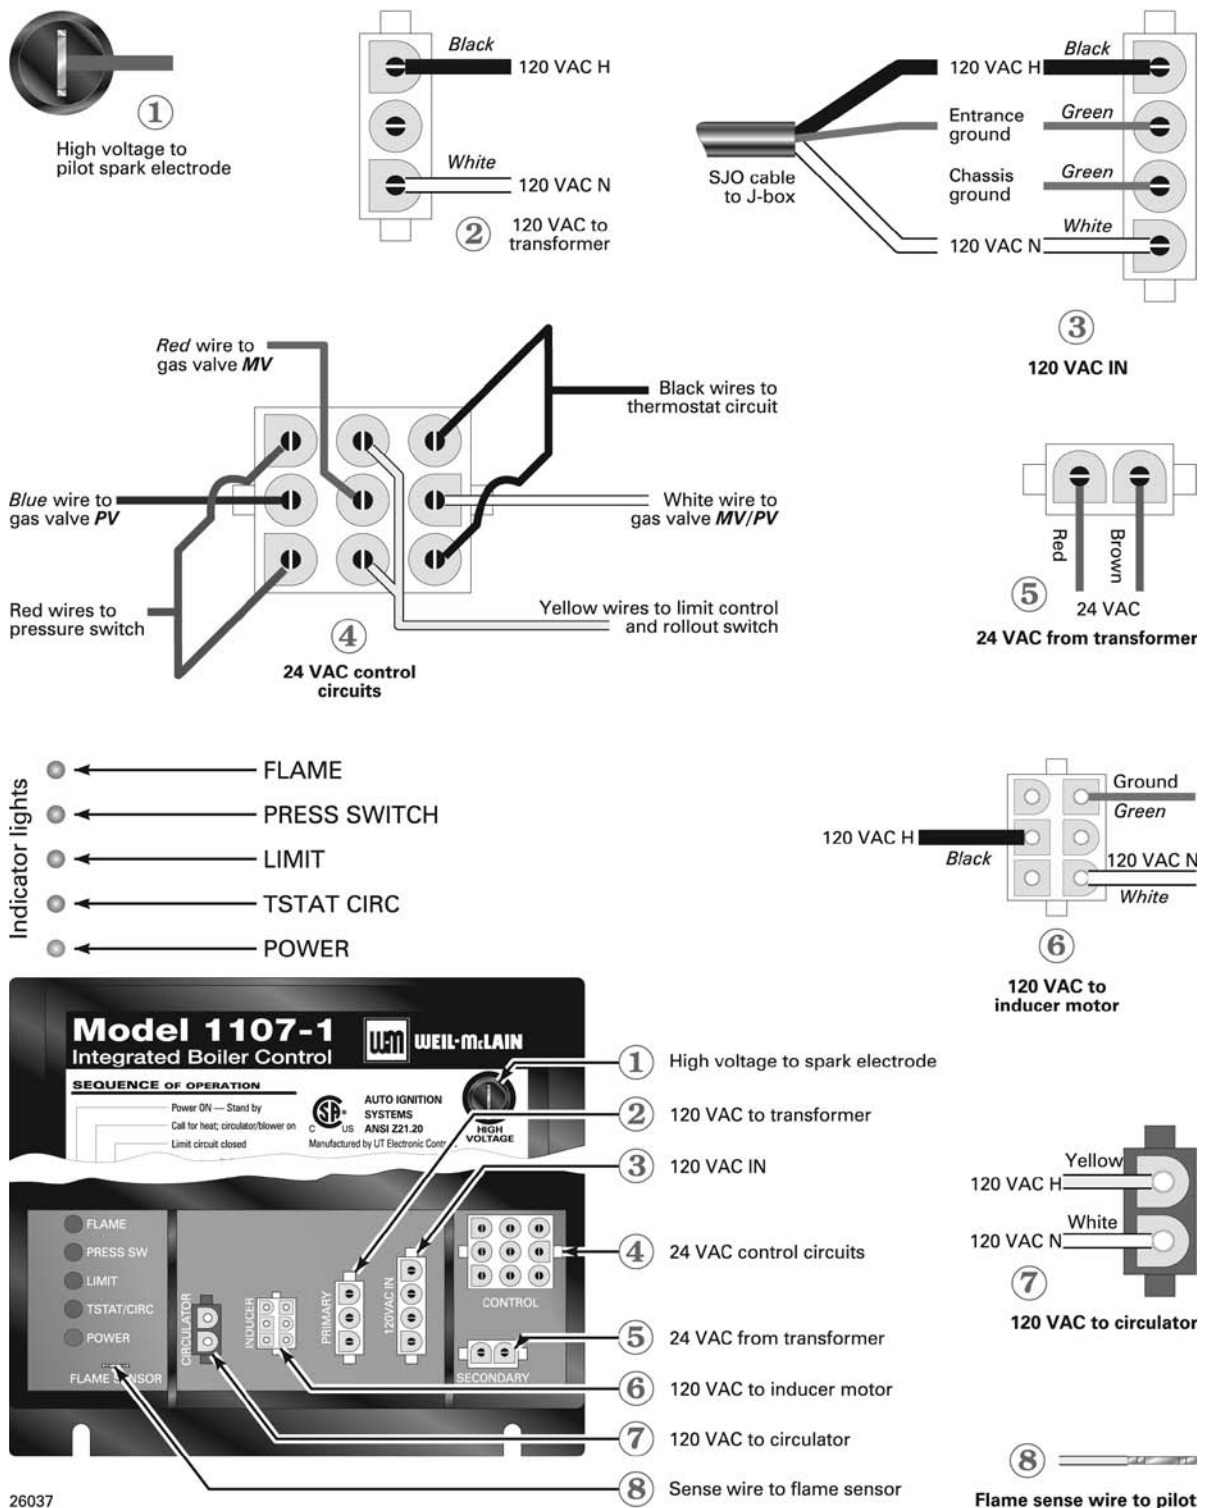 1
High voltage to
pilot spark electrode
Black
120 VAC H
White
120 VAC N
2
120 VAC to
transformer
SJO cable
to J-box
120 VAC H
Black
Entrance
ground
Green
Chassis
ground
Green
120 VAC N
White
3
120 VAC IN
Red wire to
gas valve MV
Black wires to
thermostat circuit
Blue wire to
gas valve PV
White wire to
gas valve MV/PV
Red wires to
pressure switch
Yellow wires to limit control
and rollout switch
4
24 VAC control
circuits
Red
Brown
5
24 VAC
24 VAC from transformer
Indicator lights
FLAME
PRESS SWITCH
LIMIT
TSTAT CIRC
POWER
Ground
Green
120 VAC H
Black
120 VAC N
White
6
120 VAC to
inducer motor
Model 1107-1
Integrated Boiler Control
WM WEIL-McLAIN
SEQUENCE OF OPERATION
Power ON — Stand by
Call for heat; circulator/blower on
Limit circuit closed
CSA®
C US
AUTO IGNITION
SYSTEMS
ANSI Z21.20
Manufactured by UT Electronic Cont
HIGH
VOLTAGE
1 High voltage to spark electrode
2 120 VAC to transformer
3 120 VAC IN
4 24 VAC control circuits
5 24 VAC from transformer
6 120 VAC to inducer motor
7 120 VAC to circulator
8 Sense wire to flame sensor
FLAME
PRESS SW
LIMIT
TSTAT/CIRC
POWER
FLAME SENSOR
CIRCULATOR
INDUCER
PRIMARY
120VAC IN
CONTROL
SECONDARY
Yellow
120 VAC H
White
120 VAC N
7
120 VAC to circulator
8
Flame sense wire to pilot
26037